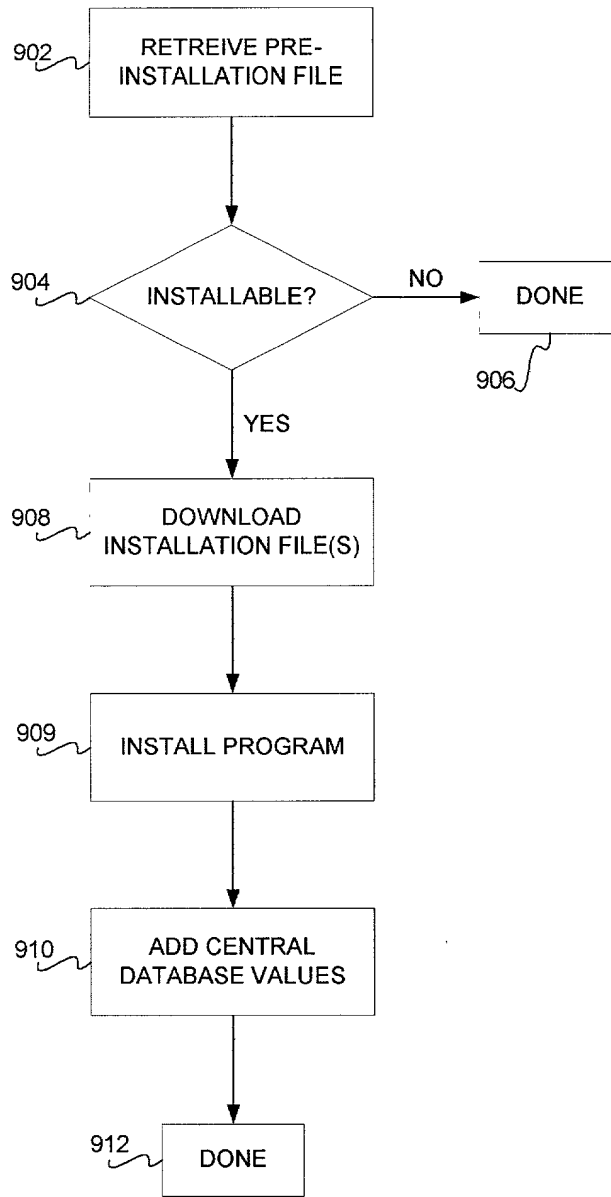 902
RETREIVE PRE-
INSTALLATION FILE
904
INSTALLABLE?
NO
DONE
906
YES
908
DOWNLOAD
INSTALLATION FILE(S)
909
INSTALL PROGRAM
910
ADD CENTRAL
DATABASE VALUES
912
DONE